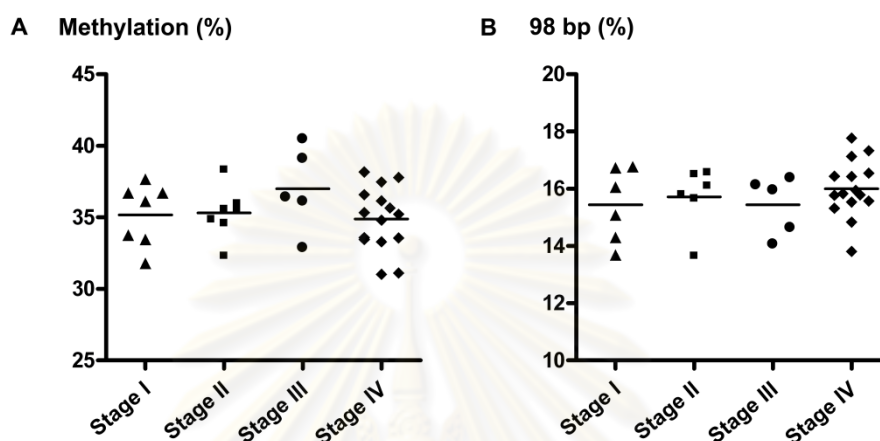 A Methylation (%)
45
40
35
30
25
Stage I
Stage II
Stage III
Stage IV
B 98 bp (%)
20
18
16
14
12
10
Stage I
Stage II
Stage III
Stage IV